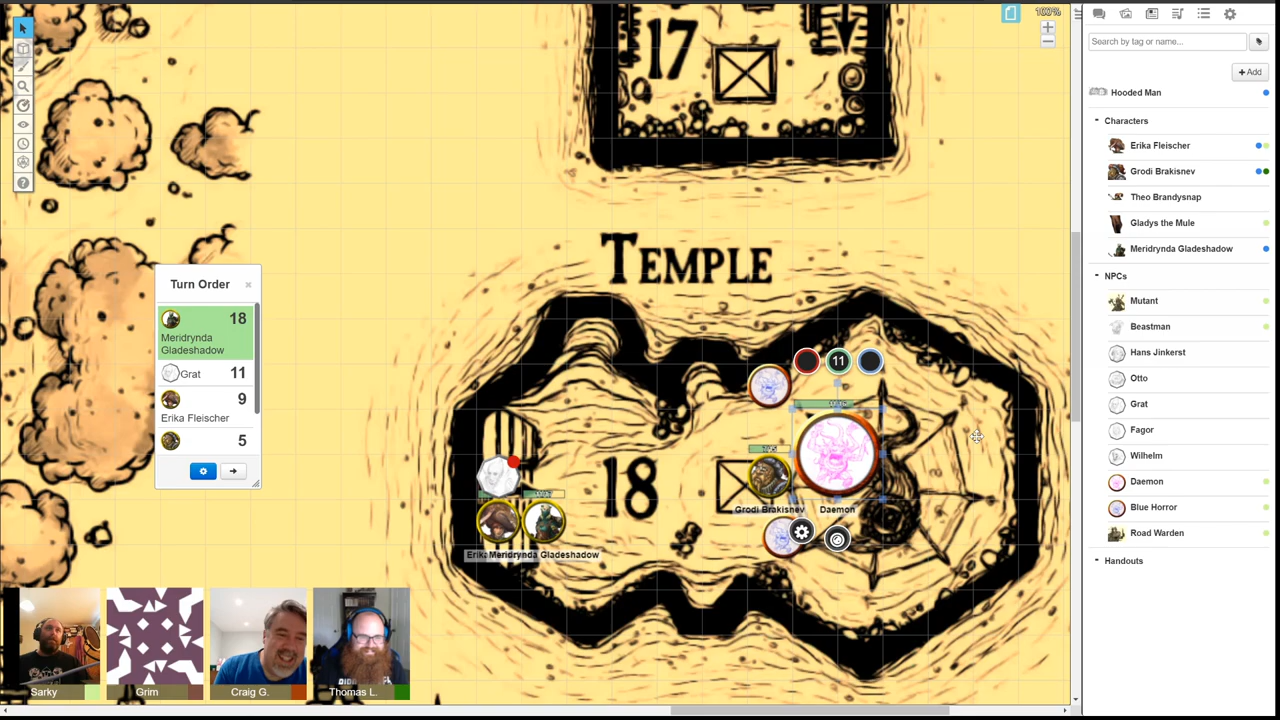 100%
17
Search by tag or name...
+Add
Hooded Man
Characters
Erika Fleischer
Grodi Brakisnev
Theo Brandysnap
Gladys the Mule
Meridrynda Gladeshadow
NPCs
Mutant
Beastman
Hans Jinkerst
Otto
Grat
Fagor
Wilhelm
Daemon
Blue Horror
Road Warden
Handouts
TEMPLE
Turn Order
18
Meridrynda
Gladeshadow
Grat 11
9
Erika Fleischer
5
11
18
Grodi Brakisnev
Daemon
Meridrynda Gladeshadow
Sarky
Grim
Craig G.
Thomas L.